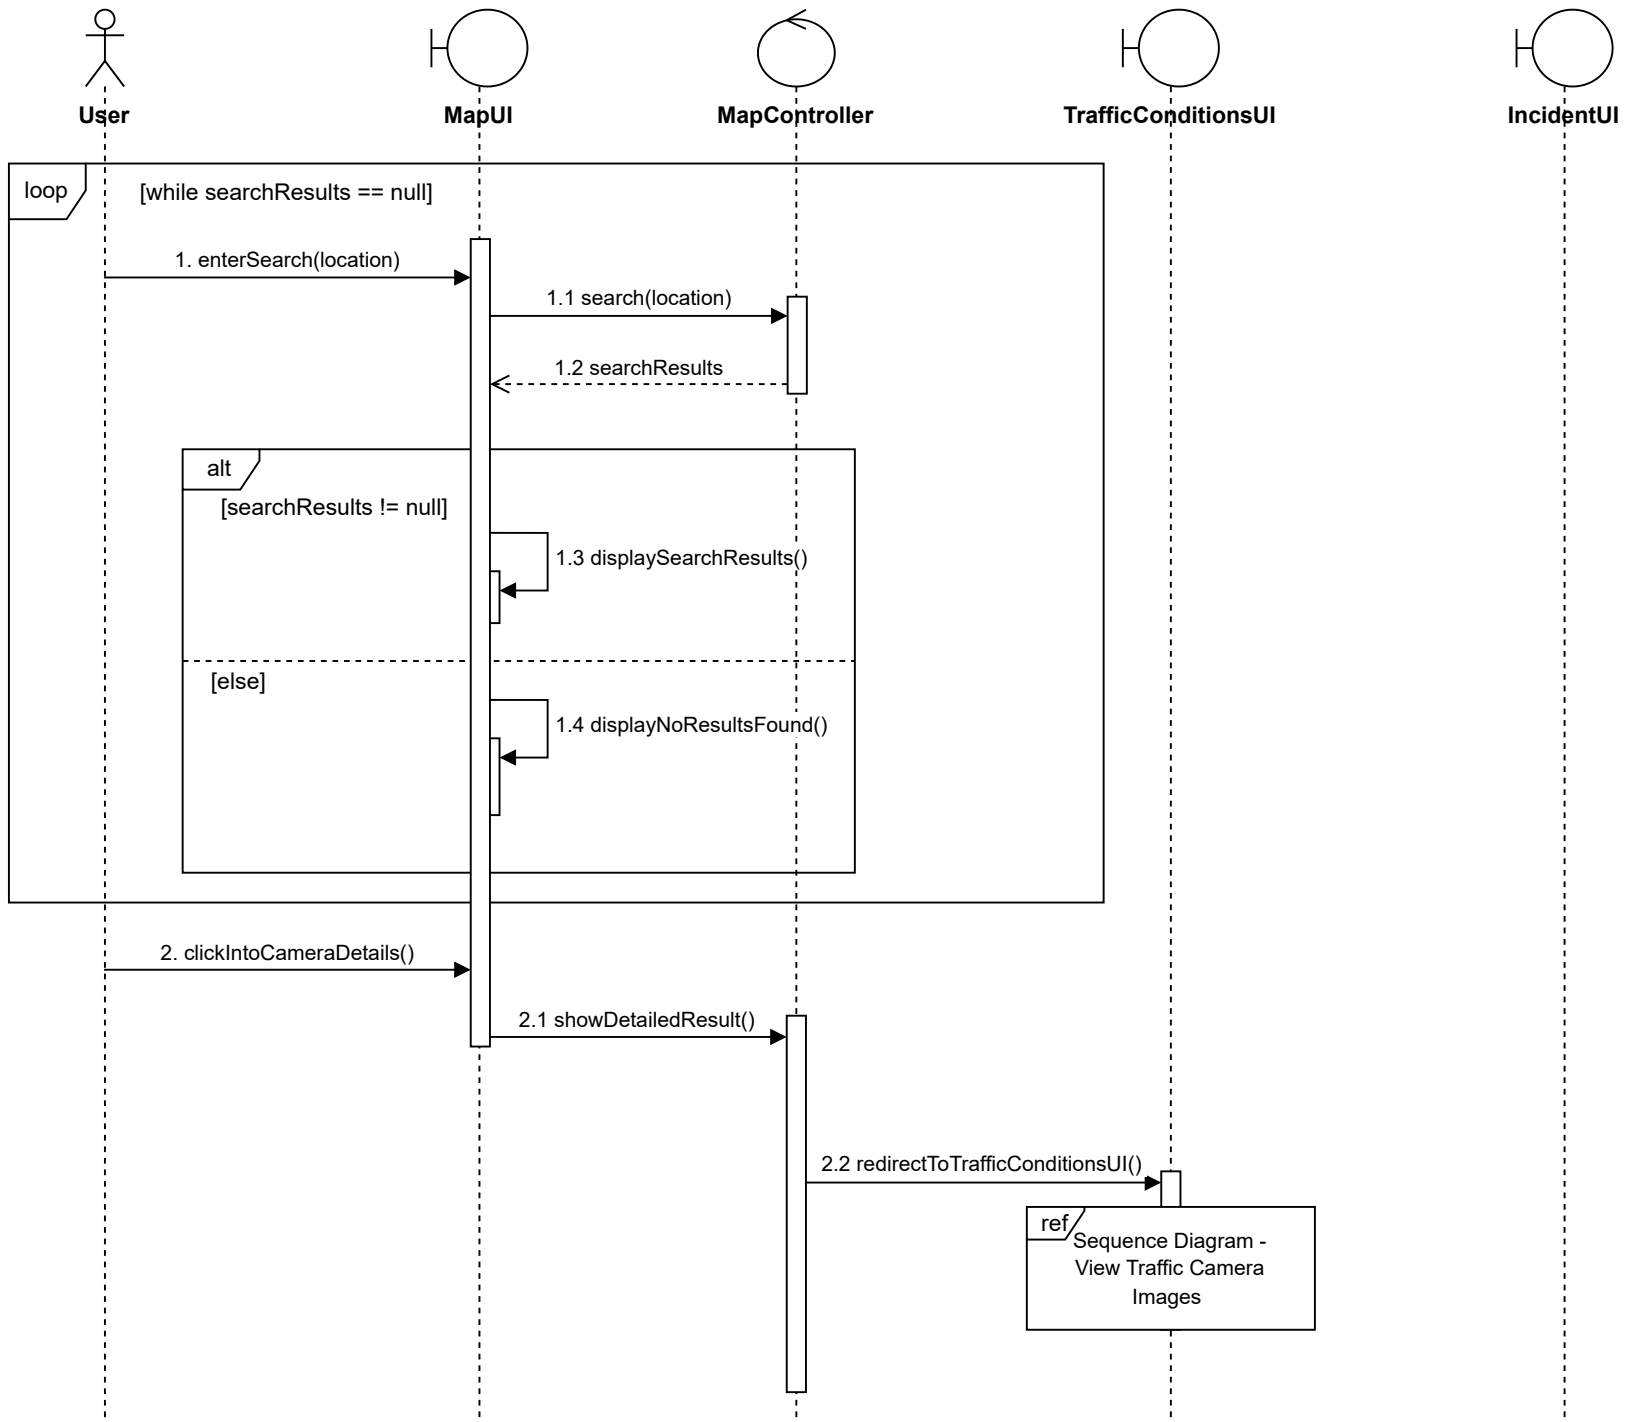 User
MapUI
MapController
TrafficConditionsUI
IncidentUI
loop
[while searchResults == null]
1. enterSearch(location)
1.1 search(location)
1.2 searchResults
alt
[searchResults != null]
1.3 displaySearchResults()
[else]
1.4 displayNoResultsFound()
2. clickIntoCameraDetails()
2.1 showDetailedResult()
2.2 redirectToTrafficConditionsUI()
ref
Sequence Diagram -
View Traffic Camera
Images